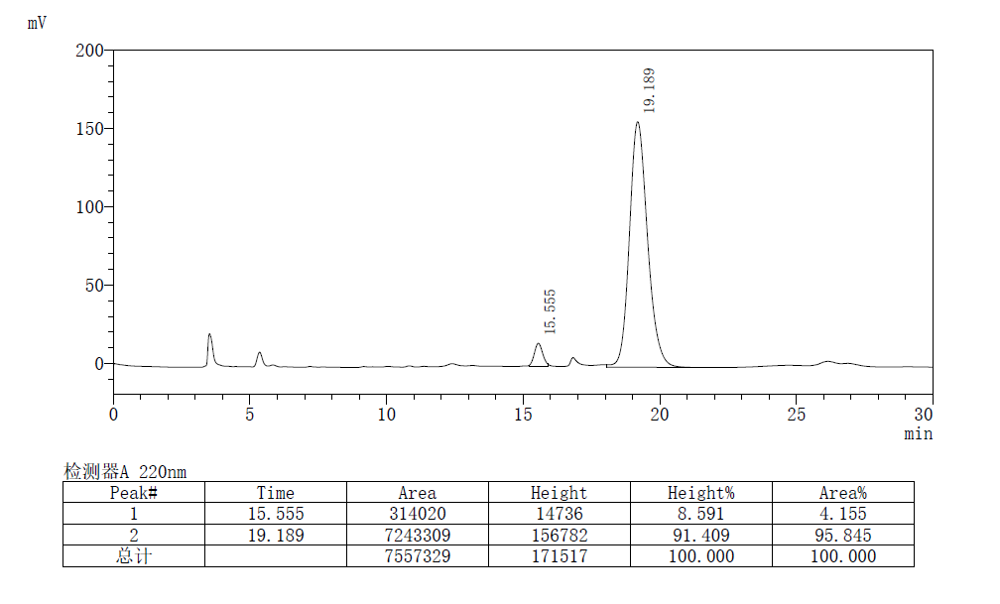 mV
200
19.189
150
100
50
15.555
0
0 5 10 15 20 25 30
min
检测器A 220nm
Peak# Time Area Height Height% Area%
1 15.555 314020 14736 8.591 4.155
2 19.189 7243309 156782 91.409 95.845
总计 7557329 171517 100.000 100.000